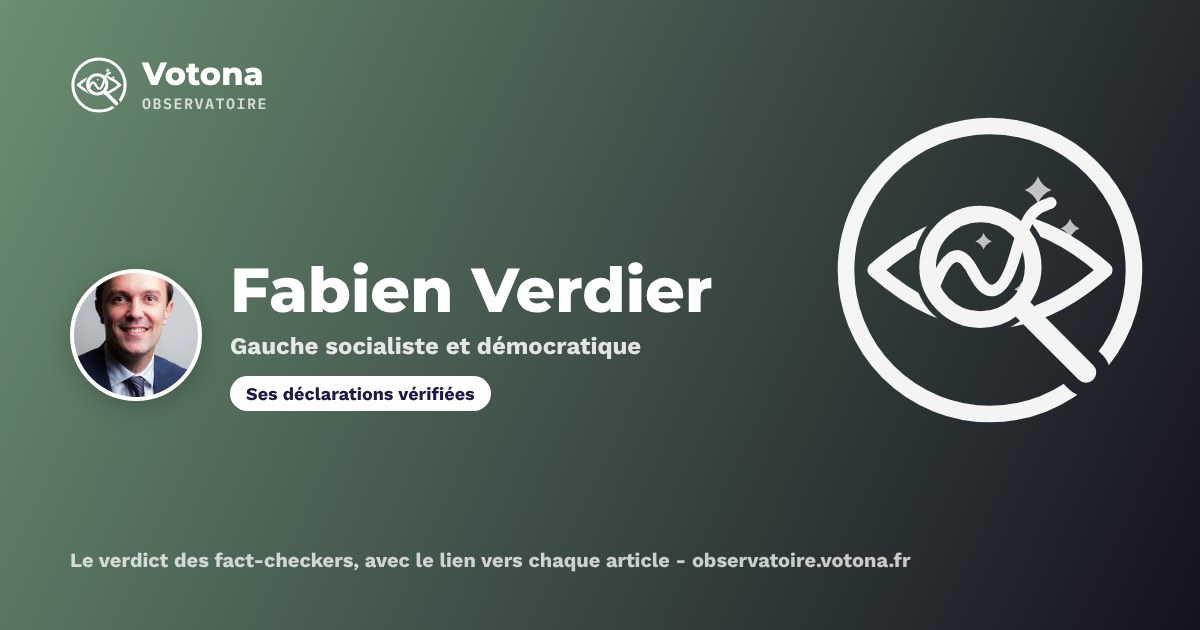 Votona
OBSERVATOIRE
Fabien Verdier
Gauche socialiste et démocratique
Ses déclarations vérifiées
Le verdict des fact-checkers, avec le lien vers chaque article - observatoire.votona.fr